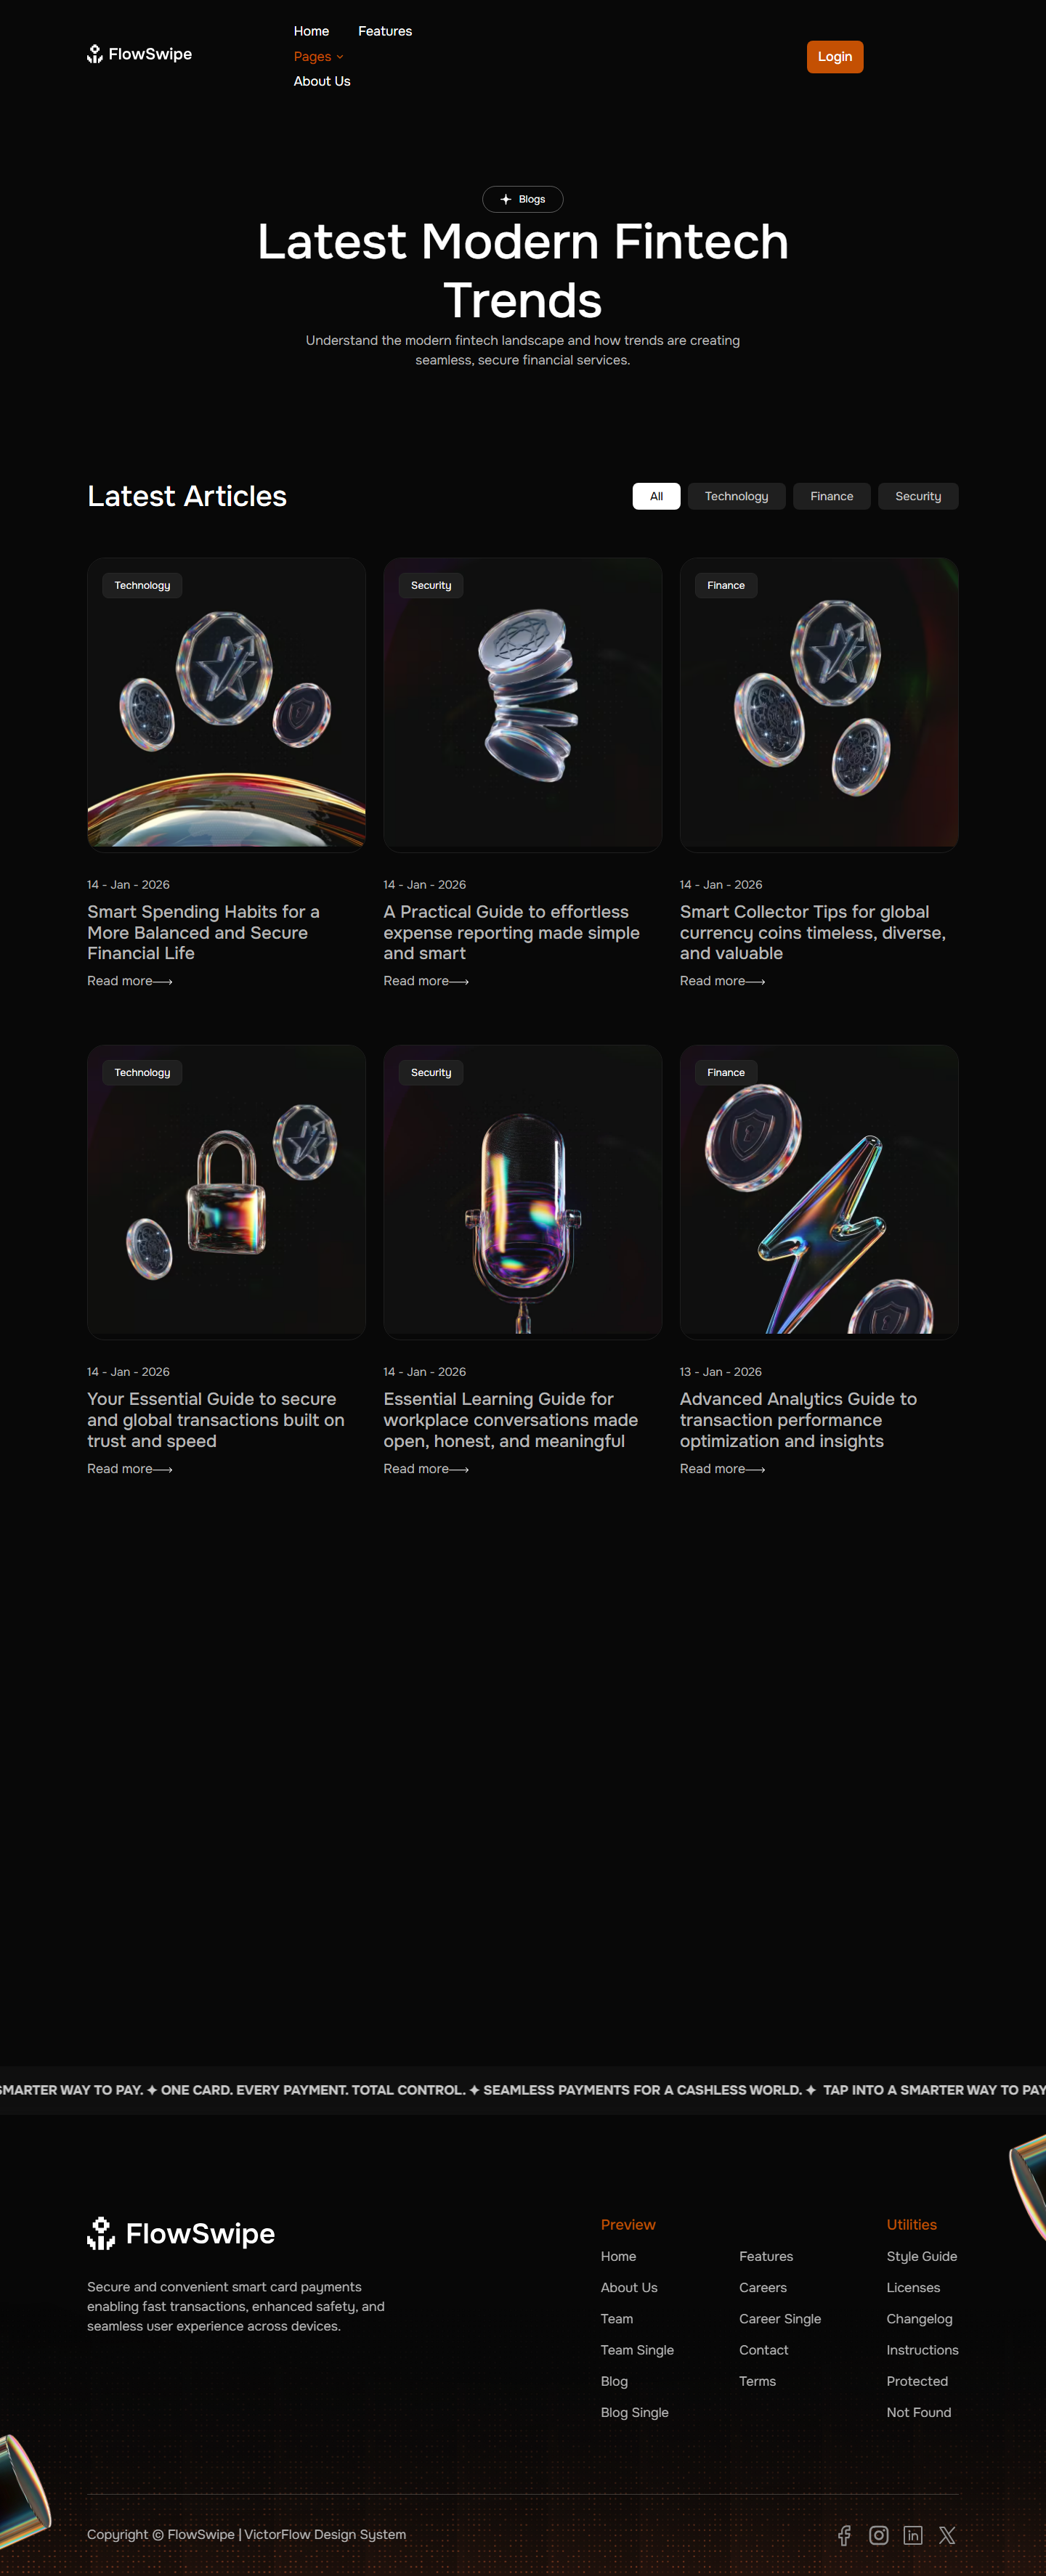 FlowSwipe
Home Features
Pages
About Us
Login
Blogs
Latest Modern Fintech
Trends
Understand the modern fintech landscape and how trends are creating
seamless, secure financial services.
Latest Articles
All Technology Finance Security
Technology
Security
Finance
14 - Jan - 2026
Smart Spending Habits for a
More Balanced and Secure
Financial Life
Read more
14 - Jan - 2026
A Practical Guide to effortless
expense reporting made simple
and smart
Read more
14 - Jan - 2026
Smart Collector Tips for global
currency coins timeless, diverse,
and valuable
Read more
Technology
Security
Finance
14 - Jan - 2026
Your Essential Guide to secure
and global transactions built on
trust and speed
Read more
14 - Jan - 2026
Essential Learning Guide for
workplace conversations made
open, honest, and meaningful
Read more
13 - Jan - 2026
Advanced Analytics Guide to
transaction performance
optimization and insights
Read more
SMARTER WAY TO PAY. ✦ ONE CARD. EVERY PAYMENT. TOTAL CONTROL. ✦ SEAMLESS PAYMENTS FOR A CASHLESS WORLD. ✦ TAP INTO A SMARTER WAY TO PAY
FlowSwipe
Secure and convenient smart card payments
enabling fast transactions, enhanced safety, and
seamless user experience across devices.
Preview
Home
About Us
Team
Team Single
Blog
Blog Single
Features
Careers
Career Single
Contact
Terms
Utilities
Style Guide
Licenses
Changelog
Instructions
Protected
Not Found
Copyright © FlowSwipe | VictorFlow Design System